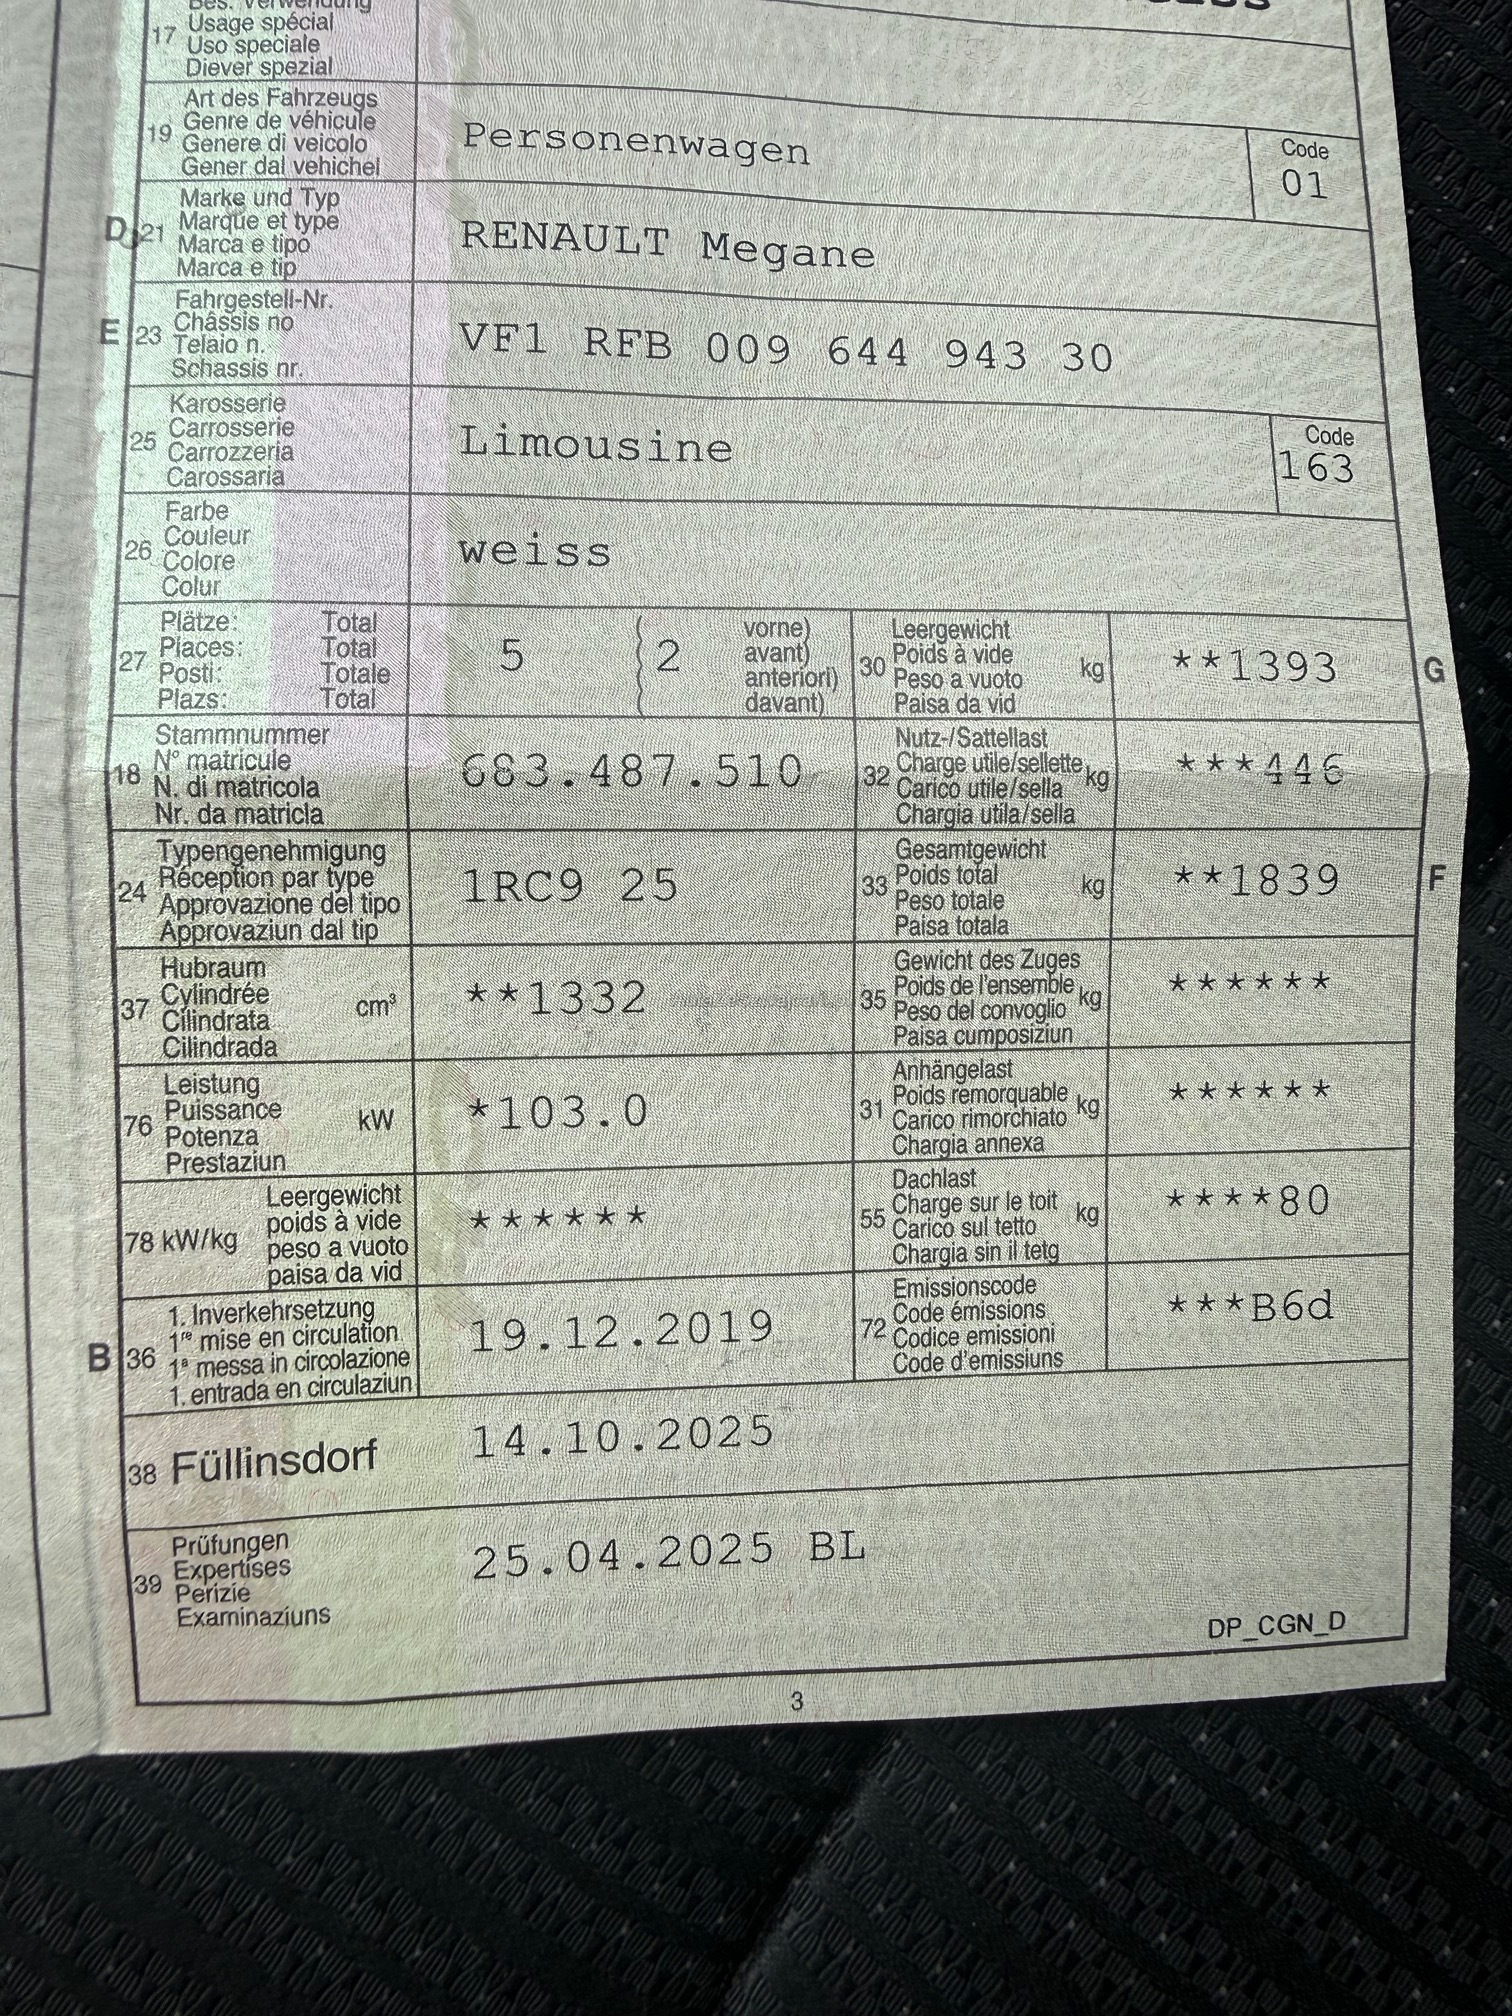 17 Usage spécial
Uso speciale
Diever spezial
Art des Fahrzeugs
19 Genre de véhicule
Genere di veicolo
Gener dal vehichel
Personenwagen
Code
01
Marke und Typ
D 21 Marque et type
Marca e tipo
Marca e tip
RENAULT Megane
Fahrgestell-Nr.
E 23 Châssis no
Telaio n.
Schassis nr.
VF1 RFB 009 644 943 30
Karosserie
25 Carrosserie
Carrozzeria
Carossaria
Limousine
Code
163
Farbe
26 Couleur
Colore
Colur
weiss
Plätze: Total
27 Places: Total
Posti: Totale
Plazs: Total
5 2
vorne)
avant)
anteriori)
davant)
Leergewicht
30 Poids à vide kg
Peso a vuoto
Paisa da vid
**1393
G
Stammnummer
18 N° matricule
N. di matricola
Nr. da matricla
683.487.510
Nutz-/Sattellast
32 Charge utile/sellette kg
Carico utile/sella
Chargia utila/sella
***446
Typengenehmigung
24 Réception par type
Approvazione del tipo
Approvaziun dal tip
1RC9 25
Gesamtgewicht
33 Poids total kg
Peso totale
Paisa totala
**1839
F
Hubraum
37 Cylindrée cm³
Cilindrata
Cilindrada
**1332
Gewicht des Zuges
35 Poids de l'ensemble kg
Peso del convoglio
Paisa cumposiziun
******
Leistung
76 Puissance kW
Potenza
Prestaziun
*103.0
Anhängelast
31 Poids remorquable kg
Carico rimorchiato
Chargia annexa
******
Leergewicht
78 kW/kg poids à vide
peso a vuoto
paisa da vid
******
Dachlast
55 Charge sur le toit kg
Carico sul tetto
Chargia sin il tetg
****80
1. Inverkehrsetzung
B 36 1re mise en circulation
1a messa in circolazione
1. entrada en circulaziun
19.12.2019
Emissionscode
72 Code émissions
Codice emissioni
Code d'emissiuns
***B6d
38 Füllinsdorf 14.10.2025
Prüfungen
39 Expertises
Perizie
Examinaziuns
25.04.2025 BL
DP_CGN_D
3